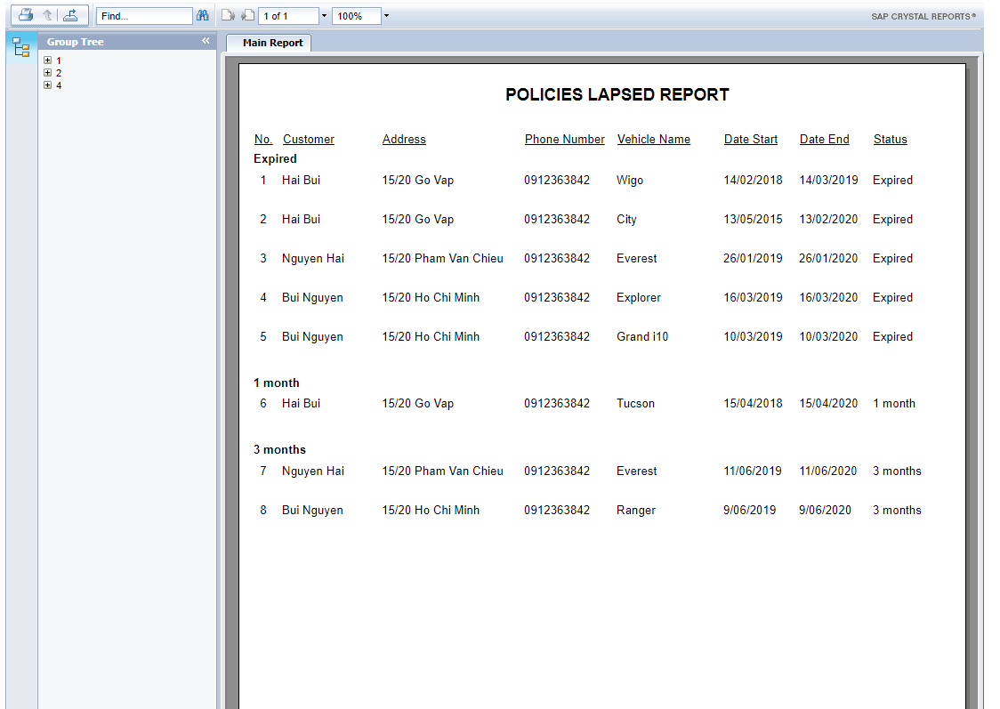 Find... 1 of 1 100% SAP CRYSTAL REPORTS®
Group Tree «
1
2
4
Main Report
POLICIES LAPSED REPORT
No. Customer Address Phone Number Vehicle Name Date Start Date End Status
Expired
1 Hai Bui 15/20 Go Vap 0912363842 Wigo 14/02/2018 14/03/2019 Expired
2 Hai Bui 15/20 Go Vap 0912363842 City 13/05/2015 13/02/2020 Expired
3 Nguyen Hai 15/20 Pham Van Chieu 0912363842 Everest 26/01/2019 26/01/2020 Expired
4 Bui Nguyen 15/20 Ho Chi Minh 0912363842 Explorer 16/03/2019 16/03/2020 Expired
5 Bui Nguyen 15/20 Ho Chi Minh 0912363842 Grand i10 10/03/2019 10/03/2020 Expired
1 month
6 Hai Bui 15/20 Go Vap 0912363842 Tucson 15/04/2018 15/04/2020 1 month
3 months
7 Nguyen Hai 15/20 Pham Van Chieu 0912363842 Everest 11/06/2019 11/06/2020 3 months
8 Bui Nguyen 15/20 Ho Chi Minh 0912363842 Ranger 9/06/2019 9/06/2020 3 months